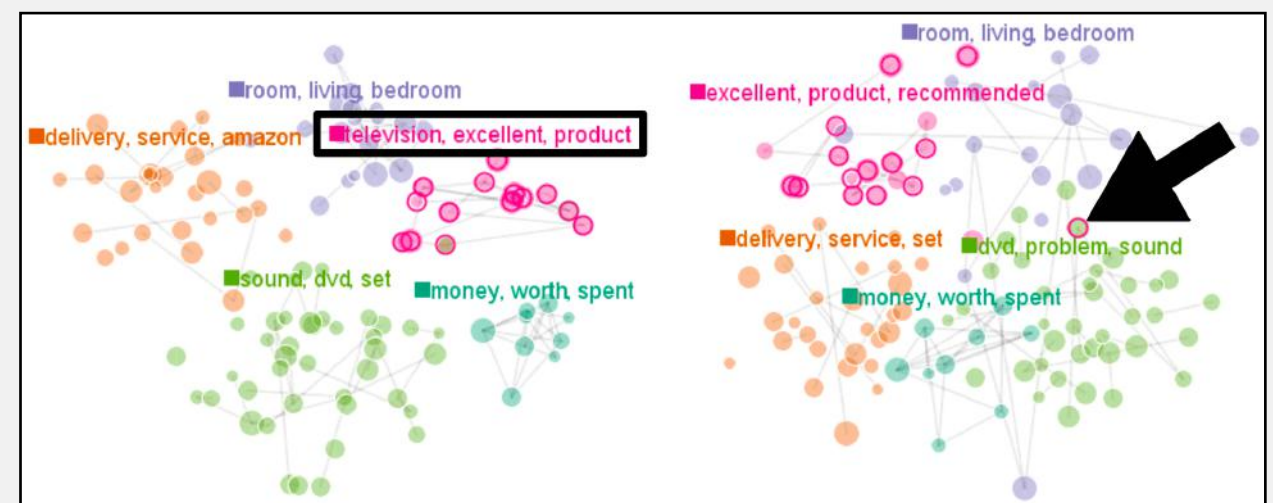 room, living, bedroom
delivery, service, amazon
television, excellent, product
sound, dvd, set
money, worth, spent
room, living, bedroom
excellent, product, recommended
delivery, service, set
dvd, problem, sound
money, worth, spent